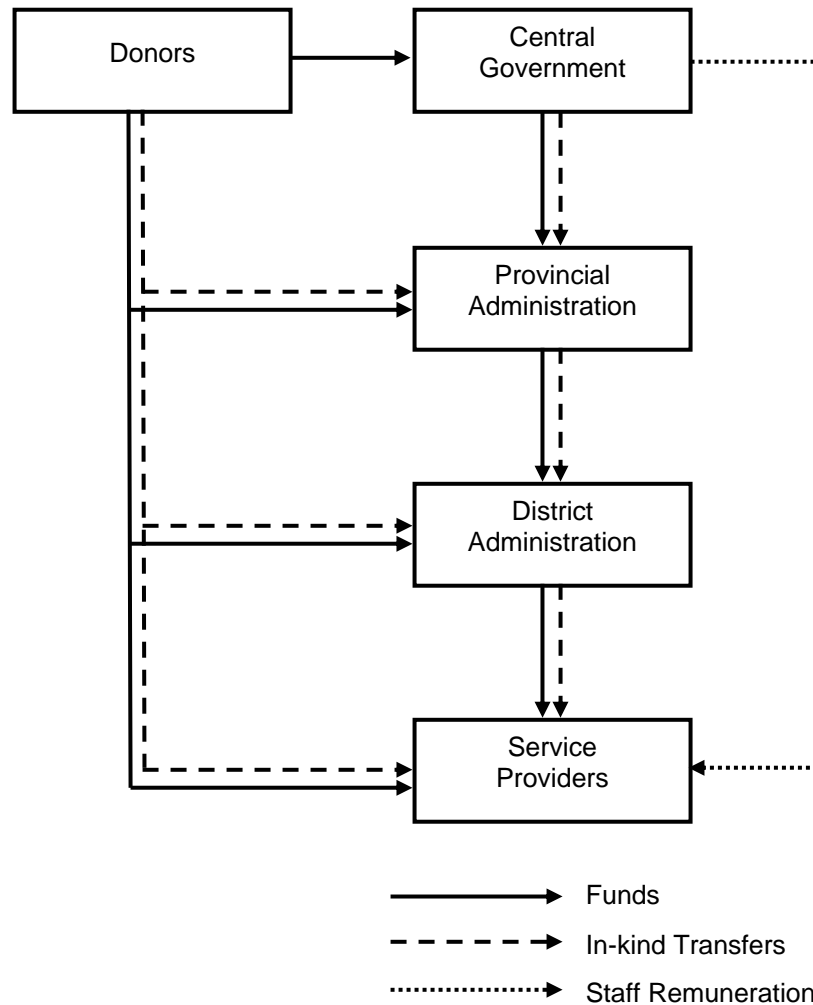 Donors
Central
Government
Provincial
Administration
District
Administration
Service
Providers
Funds
In-kind Transfers
Staff Remuneration